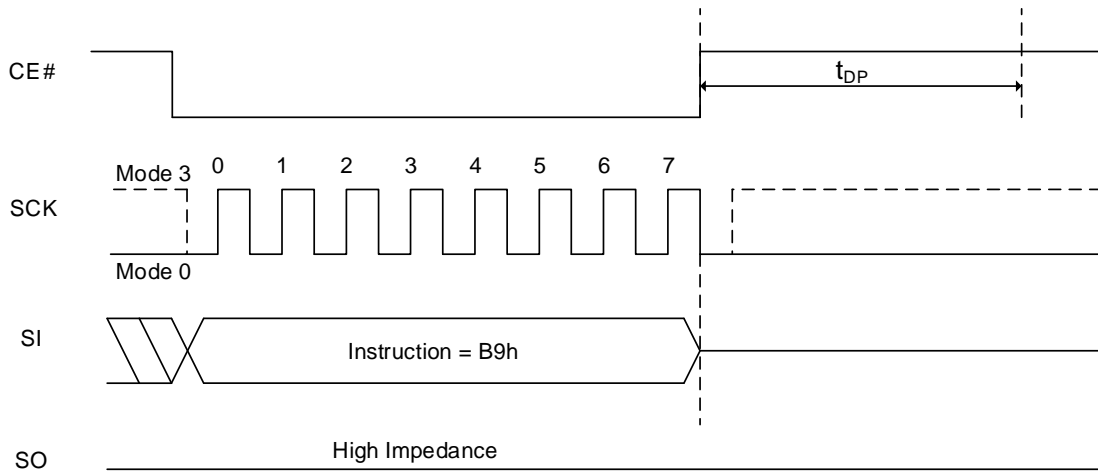 CE#
tDP
Mode 3
0 1 2 3 4 5 6 7
SCK
Mode 0
SI
Instruction = B9h
High Impedance
SO